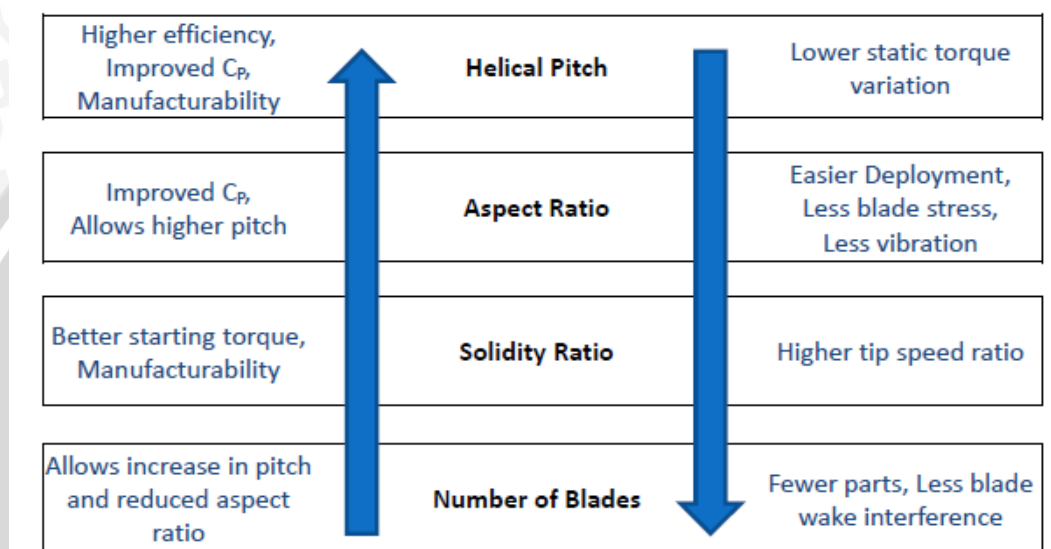 Higher efficiency,
Improved Cₚ,
Manufacturability
Helical Pitch
Lower static torque
variation
Improved Cₚ,
Allows higher pitch
Aspect Ratio
Easier Deployment,
Less blade stress,
Less vibration
Better starting torque,
Manufacturability
Solidity Ratio
Higher tip speed ratio
Allows increase in pitch
and reduced aspect
ratio
Number of Blades
Fewer parts, Less blade
wake interference